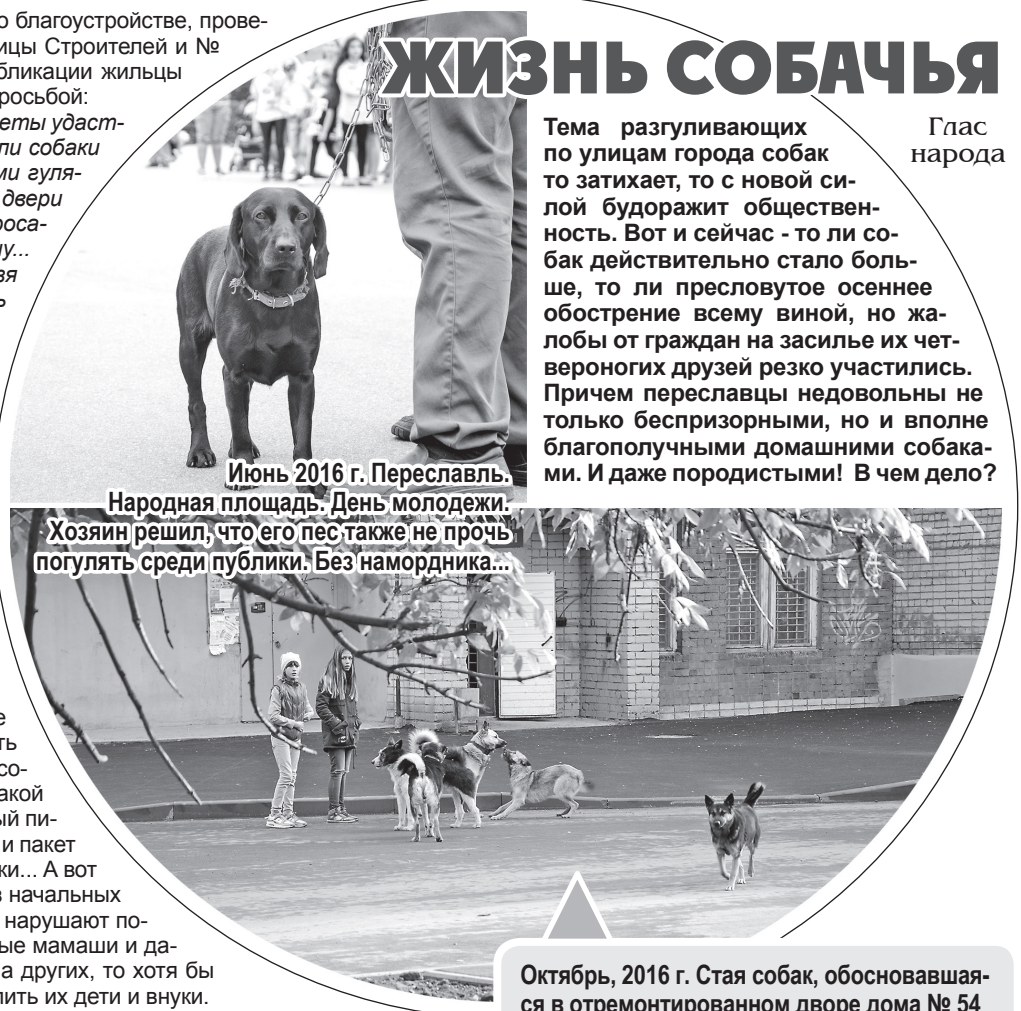 о благоустройстве, прове-
ицы Строителей и №
бликации жильцы
росьбой:
еты удаст-
ли собаки
ми гуля-
двери
роса-
у...
вя
ь
е
ть
со-
акой
ый пи-
и пакет
ки... А вот
в начальных
нарушают по-
ые мамаши и да-
а других, то хотя бы
лить их дети и внуки.
ЖИЗНЬ СОБАЧЬЯ
Глас
народа
Тема разгуливающих
по улицам города собак
то затихает, то с новой си-
лой будоражит обществен-
ность. Вот и сейчас - то ли со-
бак действительно стало боль-
ше, то ли пресловутое осеннее
обострение всему виной, но жа-
лобы от граждан на засилье их чет-
вероногих друзей резко участились.
Причем переславцы недовольны не
только беспризорными, но и вполне
благополучными домашними собака-
ми. И даже породистыми! В чем дело?
Июнь 2016 г. Переславль.
Народная площадь. День молодежи.
Хозяин решил, что его пес также не прочь
погулять среди публики. Без намордника...
Октябрь, 2016 г. Стая собак, обосновавшая-
ся в отремонтированном дворе дома № 54